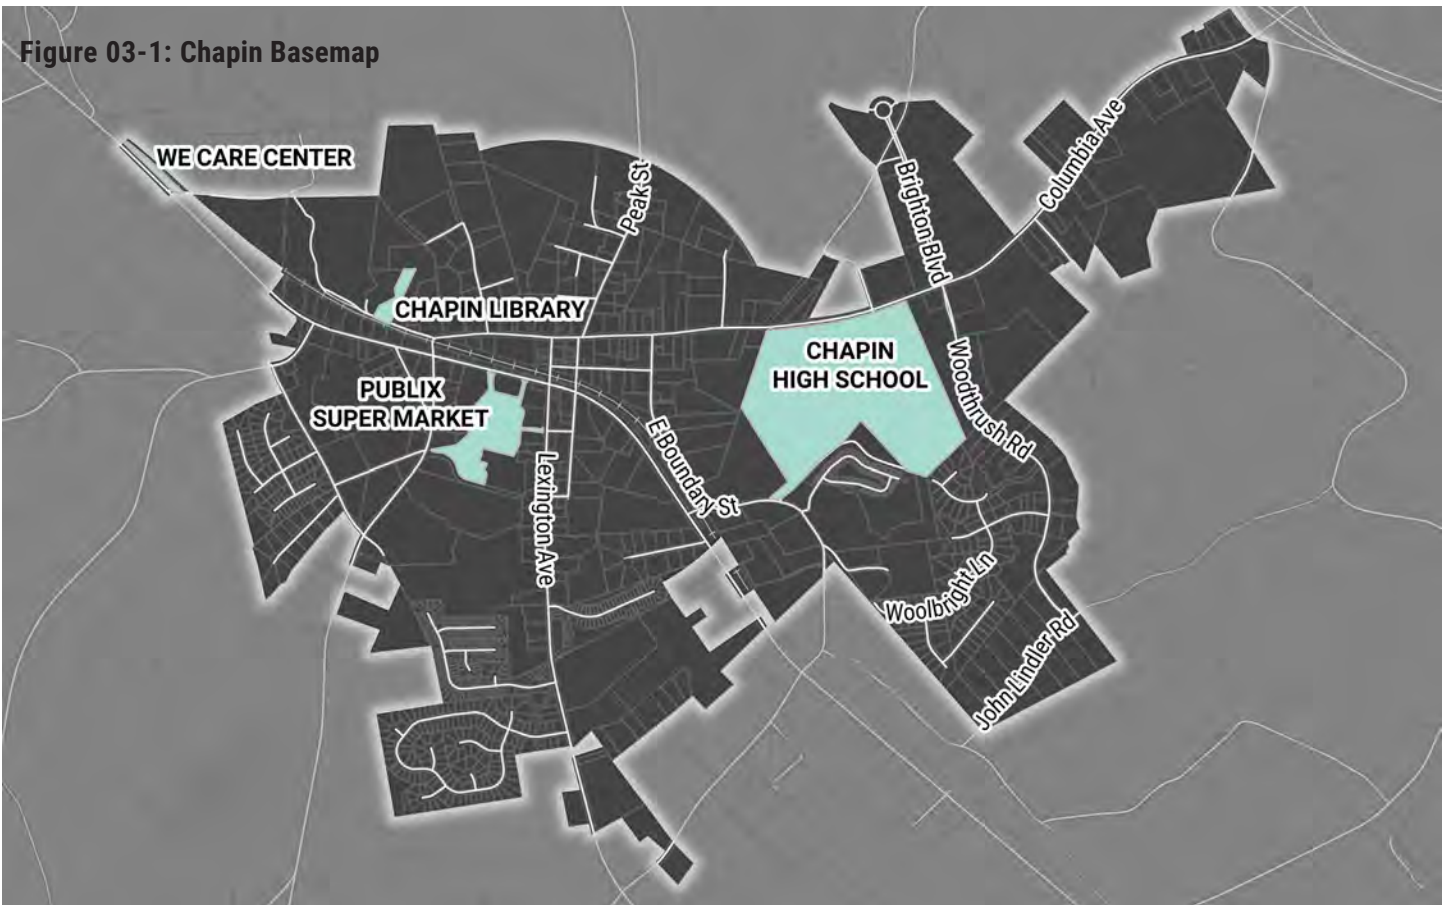 Figure 03-1: Chapin Basemap
WE CARE CENTER
Peak St
Columbia Ave
Brighton Blvd
CHAPIN LIBRARY
CHAPIN
HIGH SCHOOL
PUBLIX
SUPER MARKET
Woodthrush Rd
E Boundary St
Lexington Ave
Woolbright Ln
John Lindler Rd